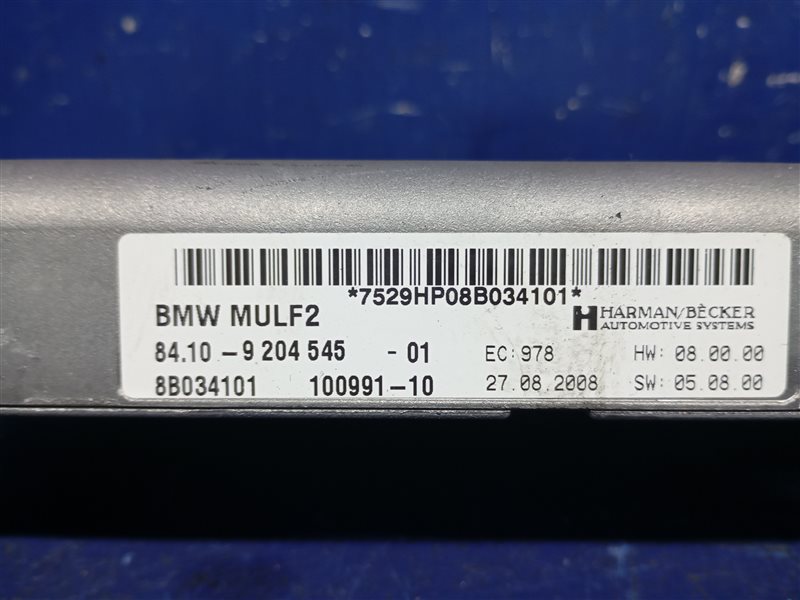 *7529HP08B034101*
BMW MULF2
HARMAN/BECKER
AUTOMOTIVE SYSTEMS
84.10 - 9 204 545 - 01 EC: 978 HW: 08.00.00
8B034101 100991-10 27.08.2008 SW: 05.08.00